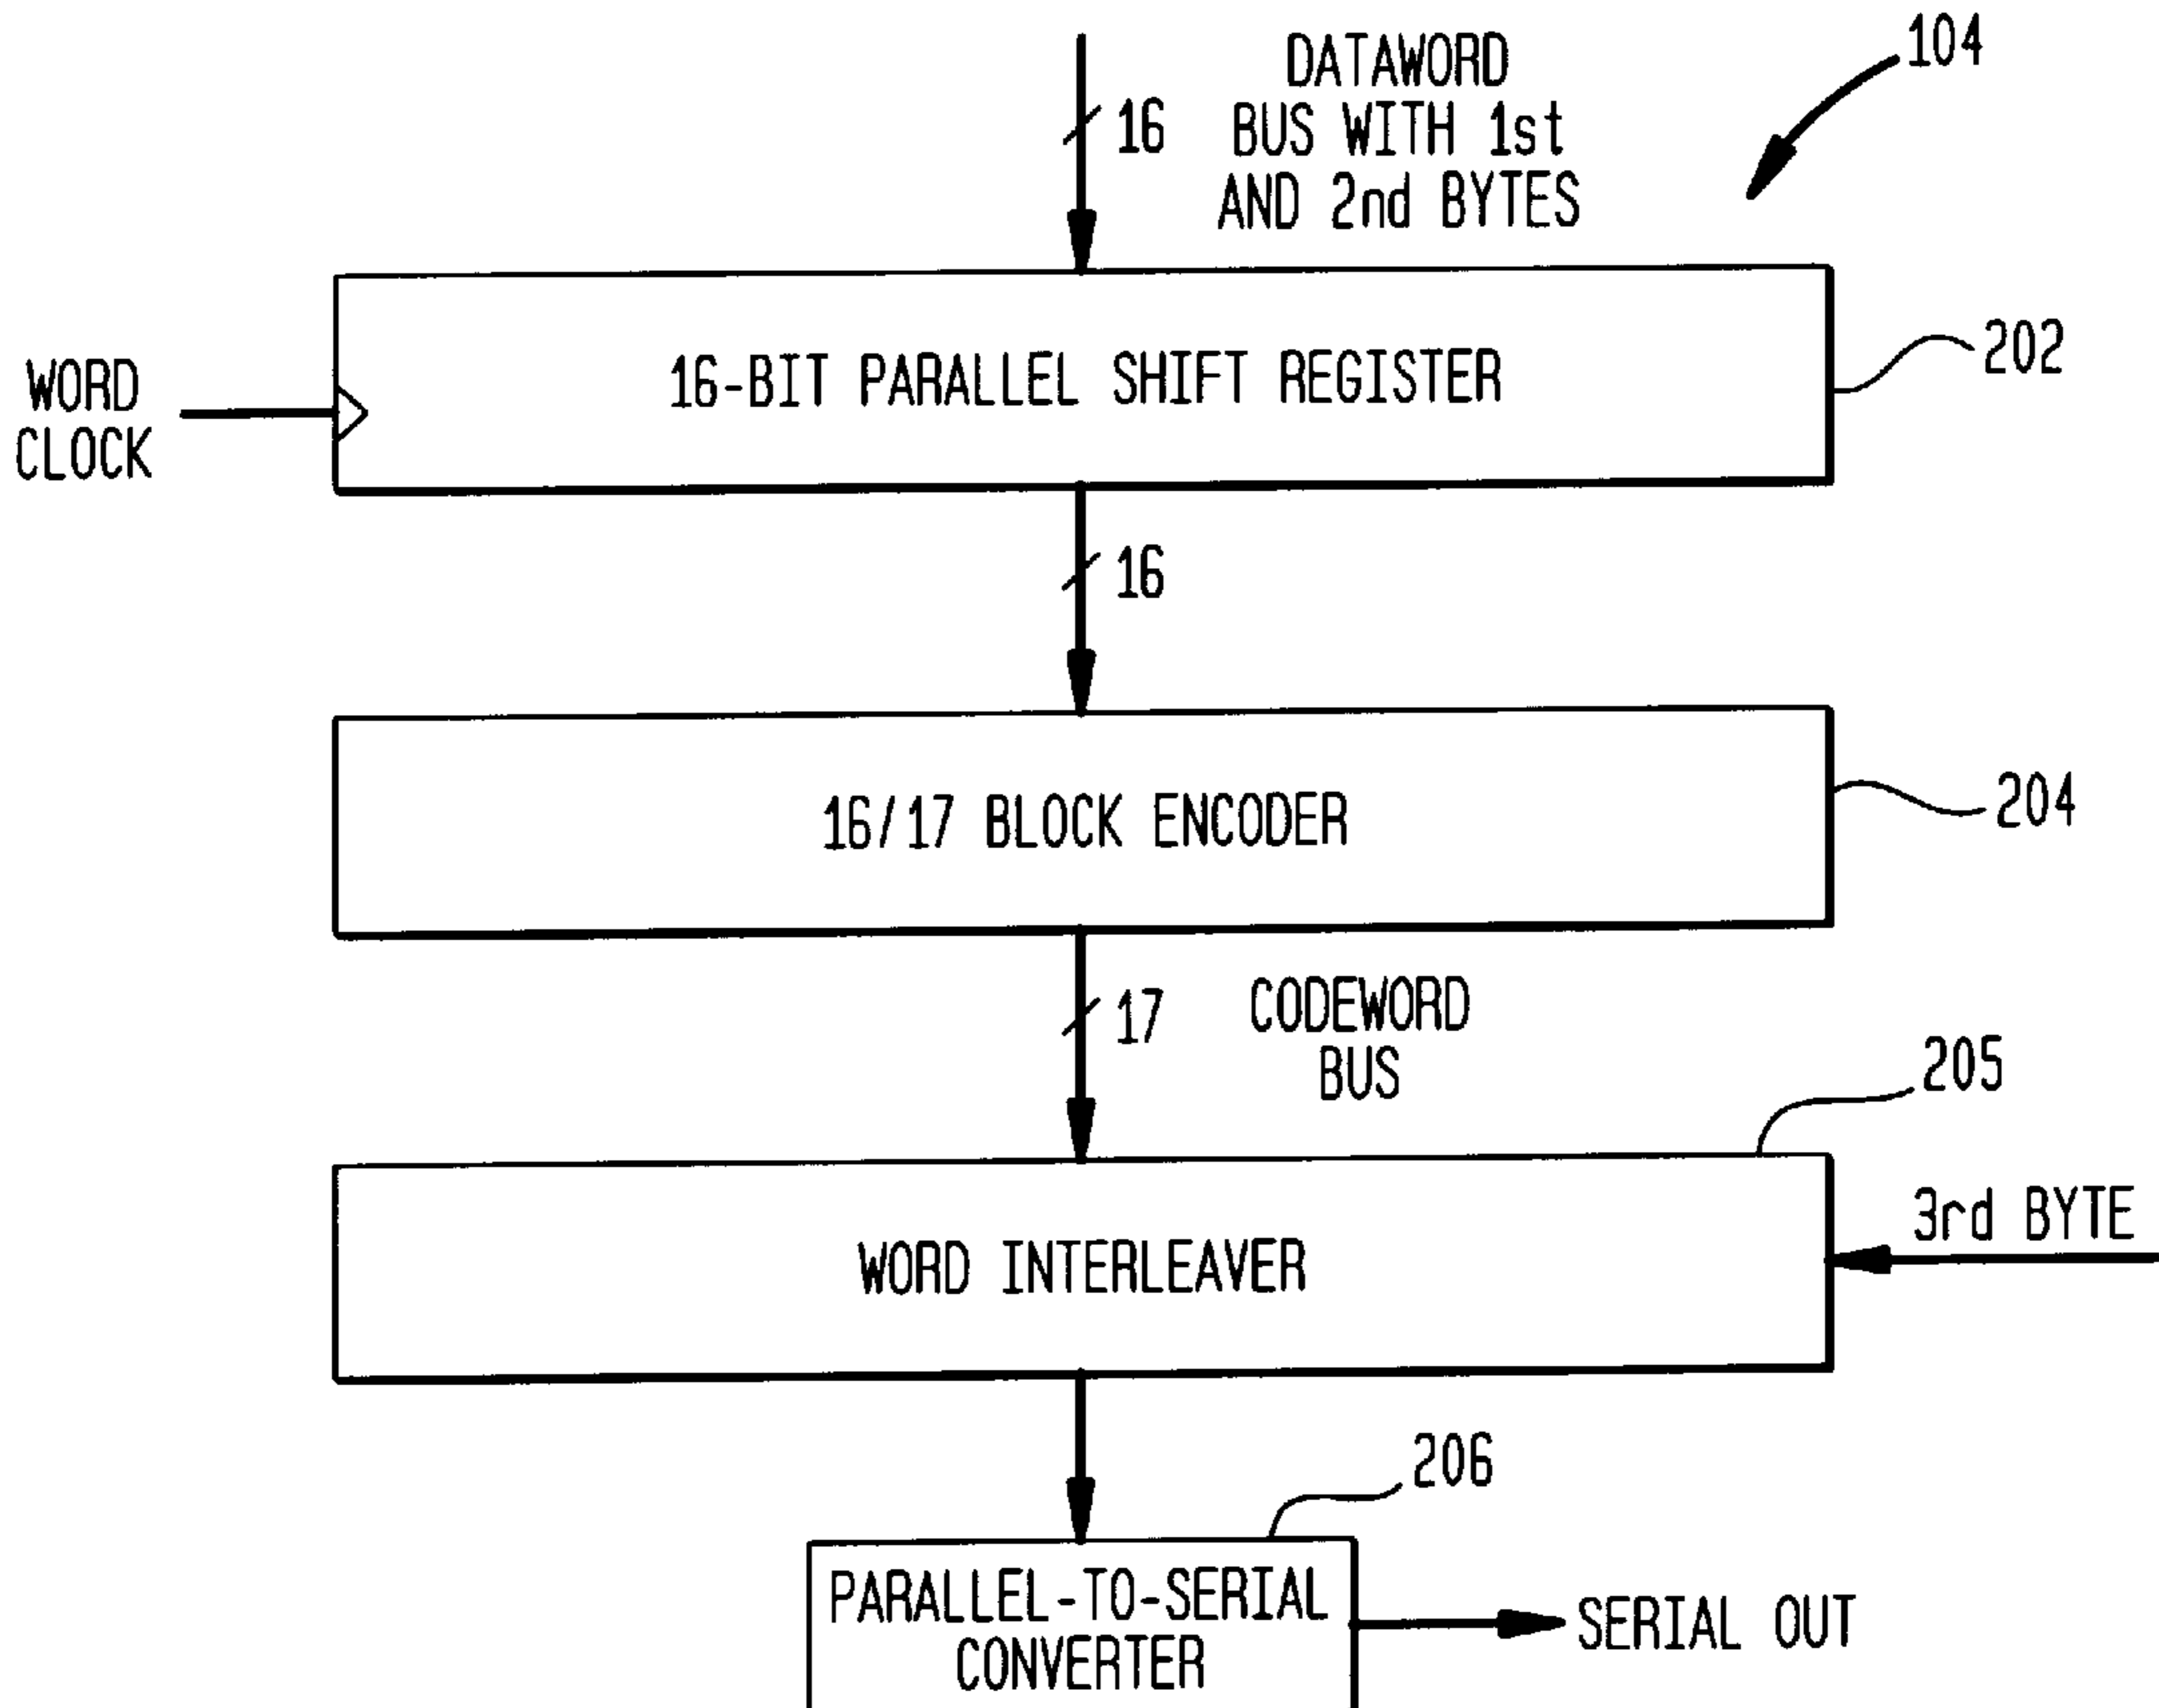 104
DATAWORD
BUS WITH 1st
AND 2nd BYTES
16
16-BIT PARALLEL SHIFT REGISTER
202
WORD
CLOCK
16
16/17 BLOCK ENCODER
204
17
CODEWORD
BUS
205
3rd BYTE
WORD INTERLEAVER
206
PARALLEL-TO-SERIAL
CONVERTER
SERIAL OUT